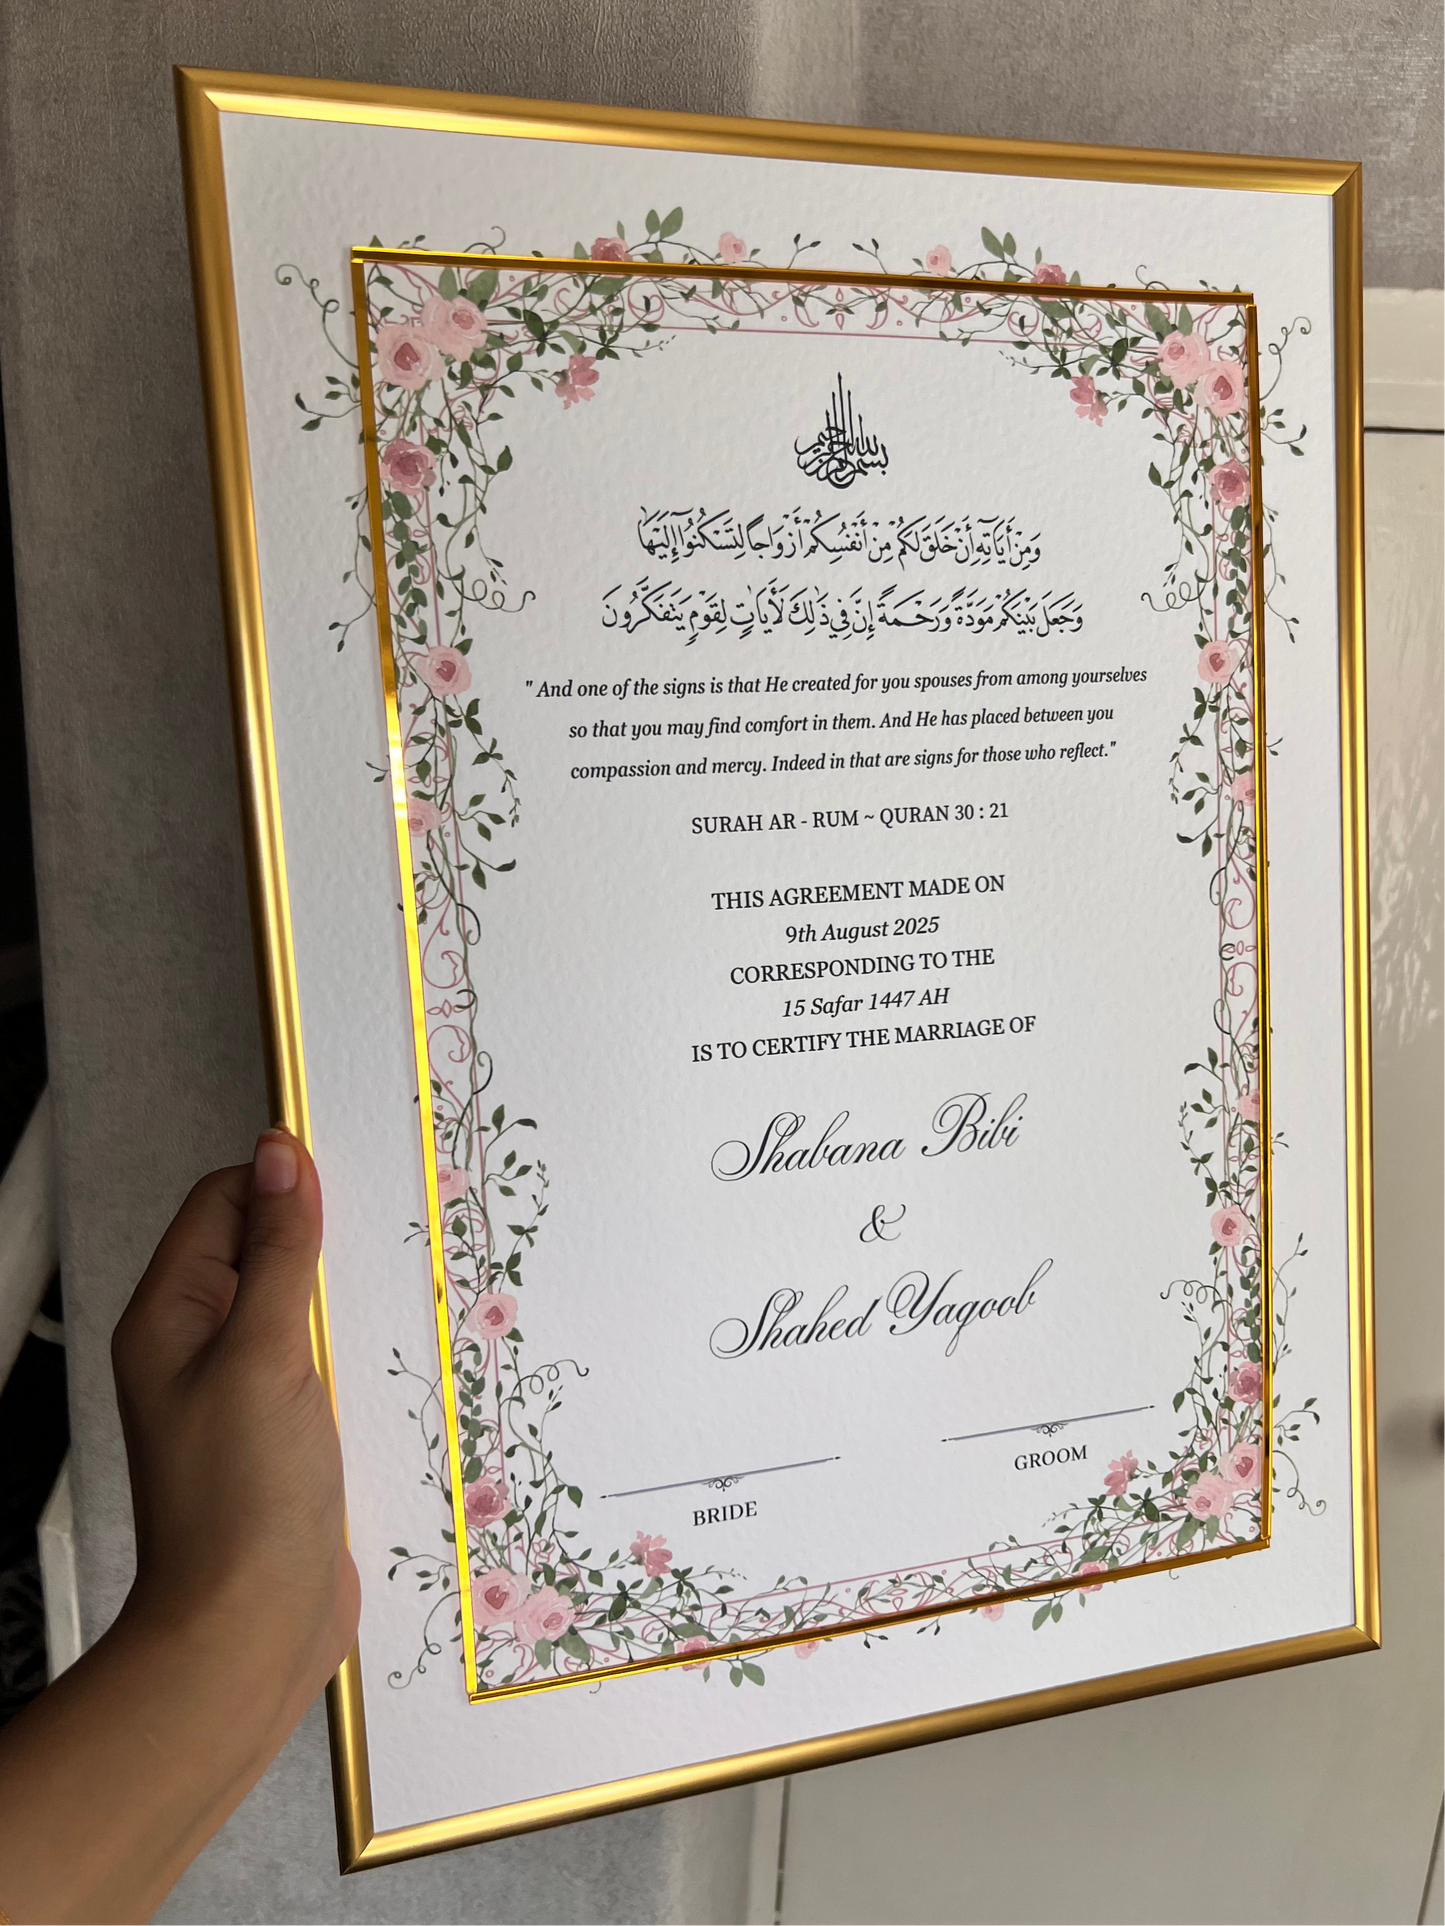 بسم الله الرحمن الرحيم
وَمِنْ أَيَاتِهِ أَنْ خَلَقَ لَكُمْ مِنْ أَنْفُسِكُمْ أَزْوَاجاً لِتَسْكُنُوا إِلَيْهَا
وَجَعَلَ بَيْنَكُمْ مَوَدَّةً وَرَحْمَةً إِنَّ فِي ذَٰلِكَ لَأَيَاتٍ لِقَوْمٍ يَتَفَكَّرُونَ
" And one of the signs is that He created for you spouses from among yourselves
so that you may find comfort in them. And He has placed between you
compassion and mercy. Indeed in that are signs for those who reflect."
SURAH AR - RUM ~ QURAN 30 : 21
THIS AGREEMENT MADE ON
9th August 2025
CORRESPONDING TO THE
15 Safar 1447 AH
IS TO CERTIFY THE MARRIAGE OF
Shabana Bibi
&
Shahed Yaqoob
BRIDE
GROOM